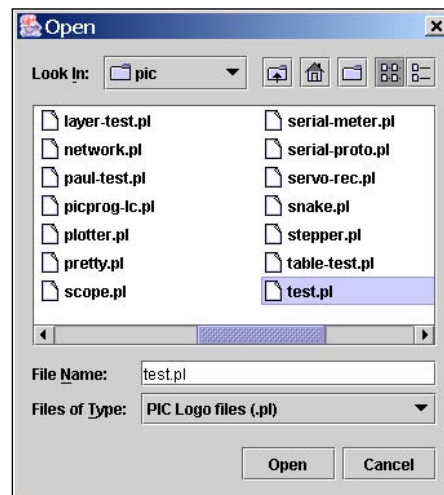 Open
Look In: pic
layer-test.pl
network.pl
paul-test.pl
picprog-lc.pl
plotter.pl
pretty.pl
scope.pl
serial-meter.pl
serial-proto.pl
servo-rec.pl
snake.pl
stepper.pl
table-test.pl
test.pl
File Name: test.pl
Files of Type: PIC Logo files (.pl)
Open Cancel